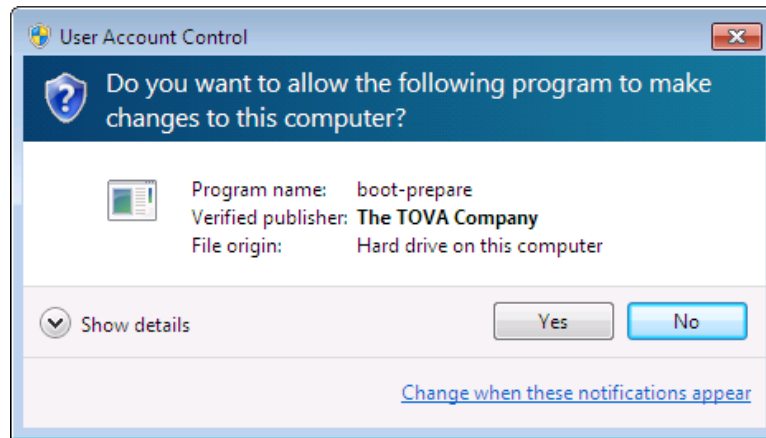 User Account Control
Do you want to allow the following program to make
changes to this computer?
Program name: boot-prepare
Verified publisher: The TOVA Company
File origin: Hard drive on this computer
Show details
Yes
No
Change when these notifications appear